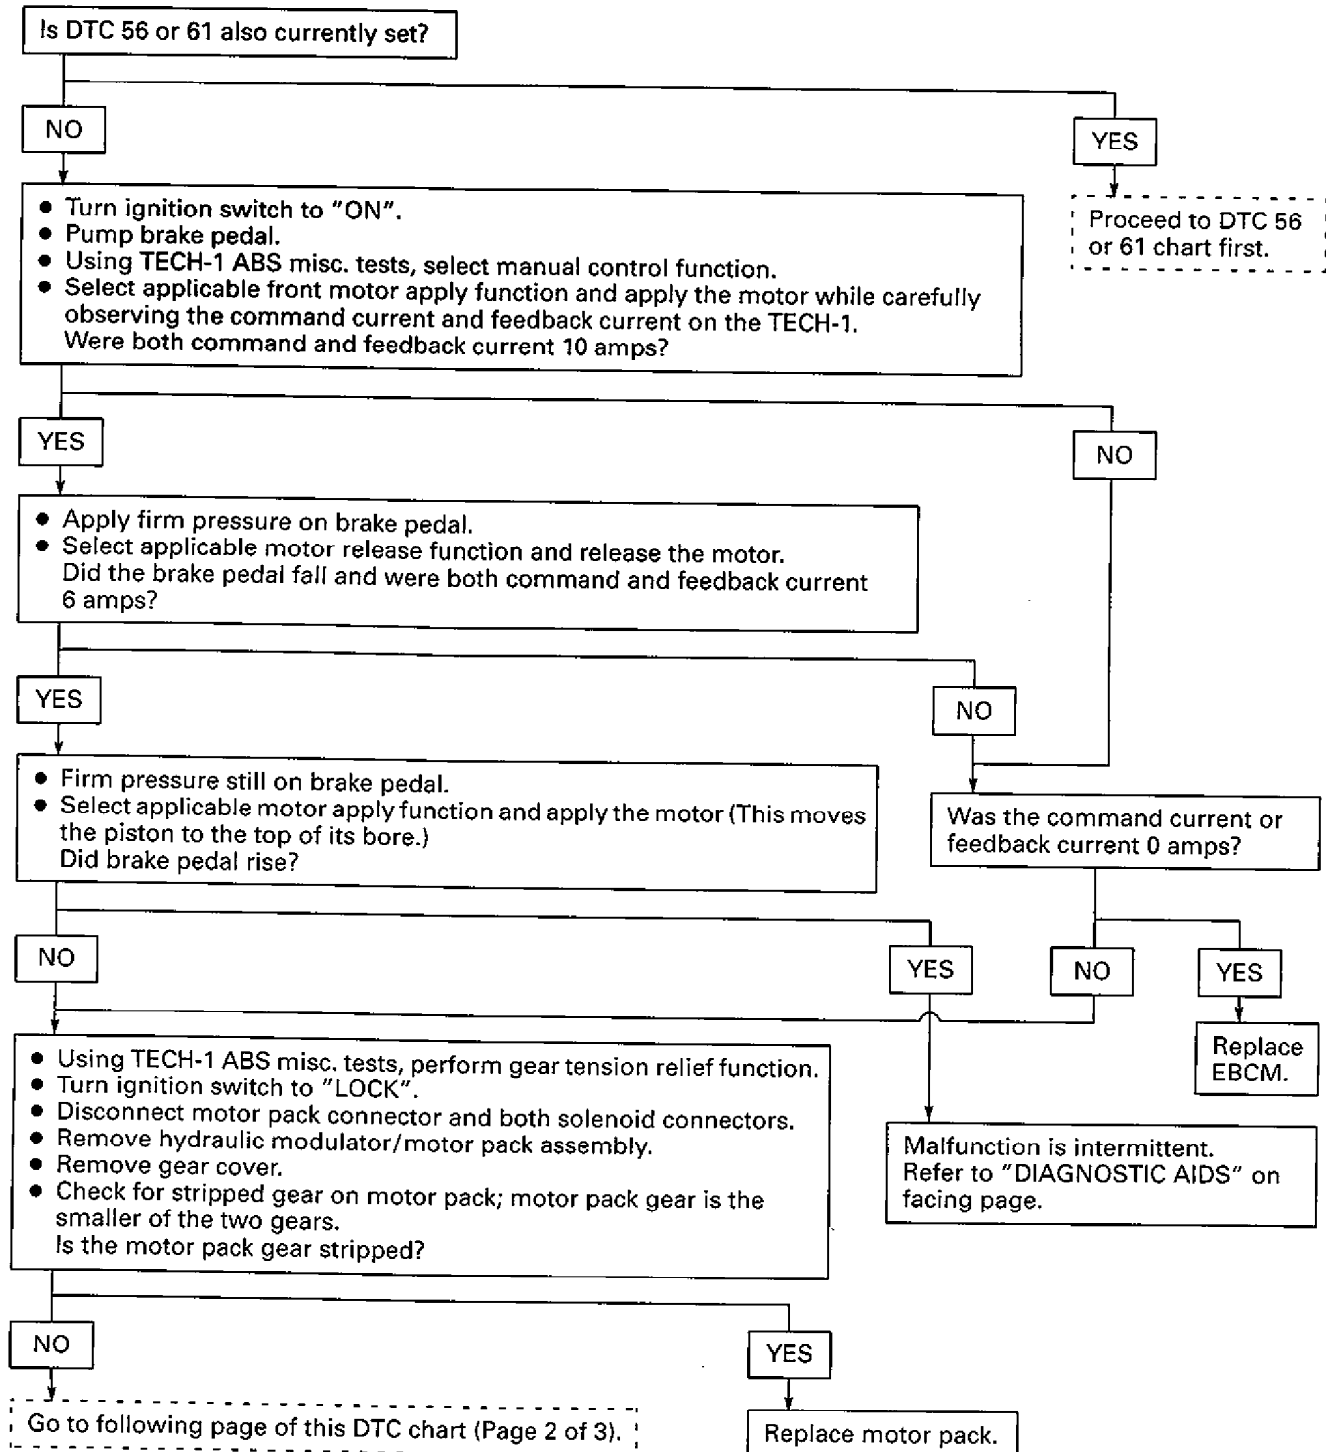 Is DTC 56 or 61 also currently set?
NO
YES
• Turn ignition switch to "ON".
• Pump brake pedal.
• Using TECH-1 ABS misc. tests, select manual control function.
• Select applicable front motor apply function and apply the motor while carefully
observing the command current and feedback current on the TECH-1.
Were both command and feedback current 10 amps?
Proceed to DTC 56
or 61 chart first.
YES
NO
• Apply firm pressure on brake pedal.
• Select applicable motor release function and release the motor.
Did the brake pedal fall and were both command and feedback current
6 amps?
YES
NO
• Firm pressure still on brake pedal.
• Select applicable motor apply function and apply the motor (This moves
the piston to the top of its bore.)
Did brake pedal rise?
Was the command current or
feedback current 0 amps?
NO
YES
NO
YES
• Using TECH-1 ABS misc. tests, perform gear tension relief function.
• Turn ignition switch to "LOCK".
• Disconnect motor pack connector and both solenoid connectors.
• Remove hydraulic modulator/motor pack assembly.
• Remove gear cover.
• Check for stripped gear on motor pack; motor pack gear is the
smaller of the two gears.
Is the motor pack gear stripped?
Replace
EBCM.
Malfunction is intermittent.
Refer to "DIAGNOSTIC AIDS" on
facing page.
NO
YES
Go to following page of this DTC chart (Page 2 of 3).
Replace motor pack.